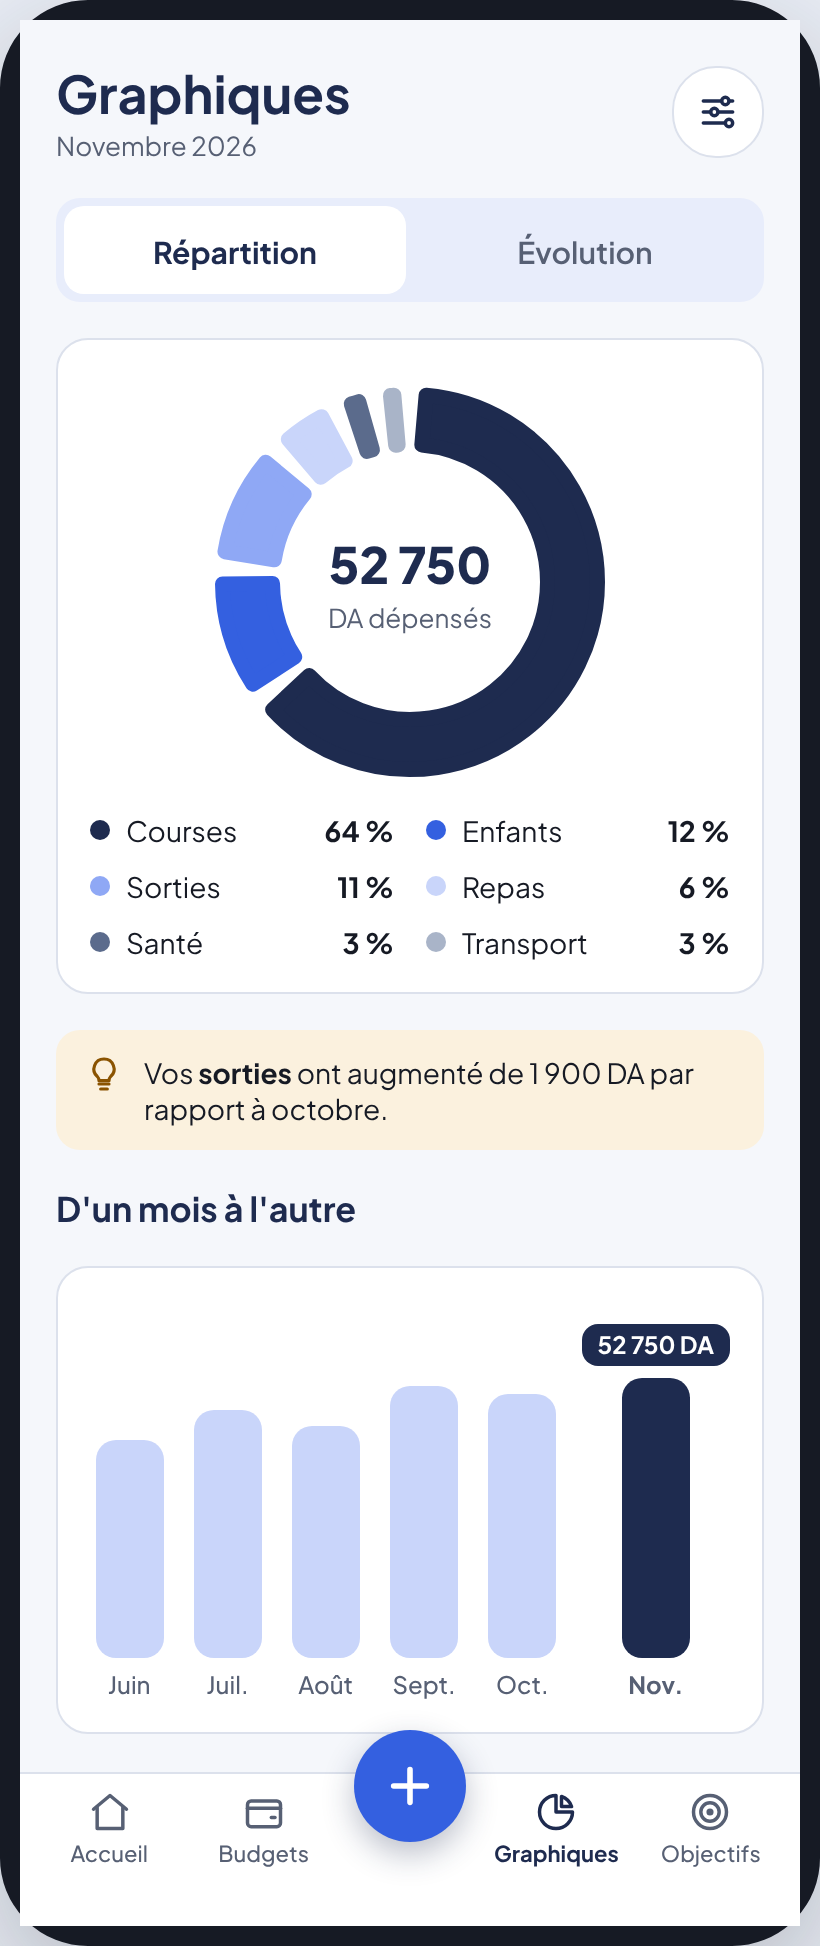 Graphiques
Novembre 2026
Répartition
Évolution
52 750
DA dépensés
Courses 64 %
Enfants 12 %
Sorties 11 %
Repas 6 %
Santé 3 %
Transport 3 %
Vos sorties ont augmenté de 1 900 DA par
rapport à octobre.
D'un mois à l'autre
52 750 DA
Juin
Juil.
Août
Sept.
Oct.
Nov.
Accueil
Budgets
Graphiques
Objectifs